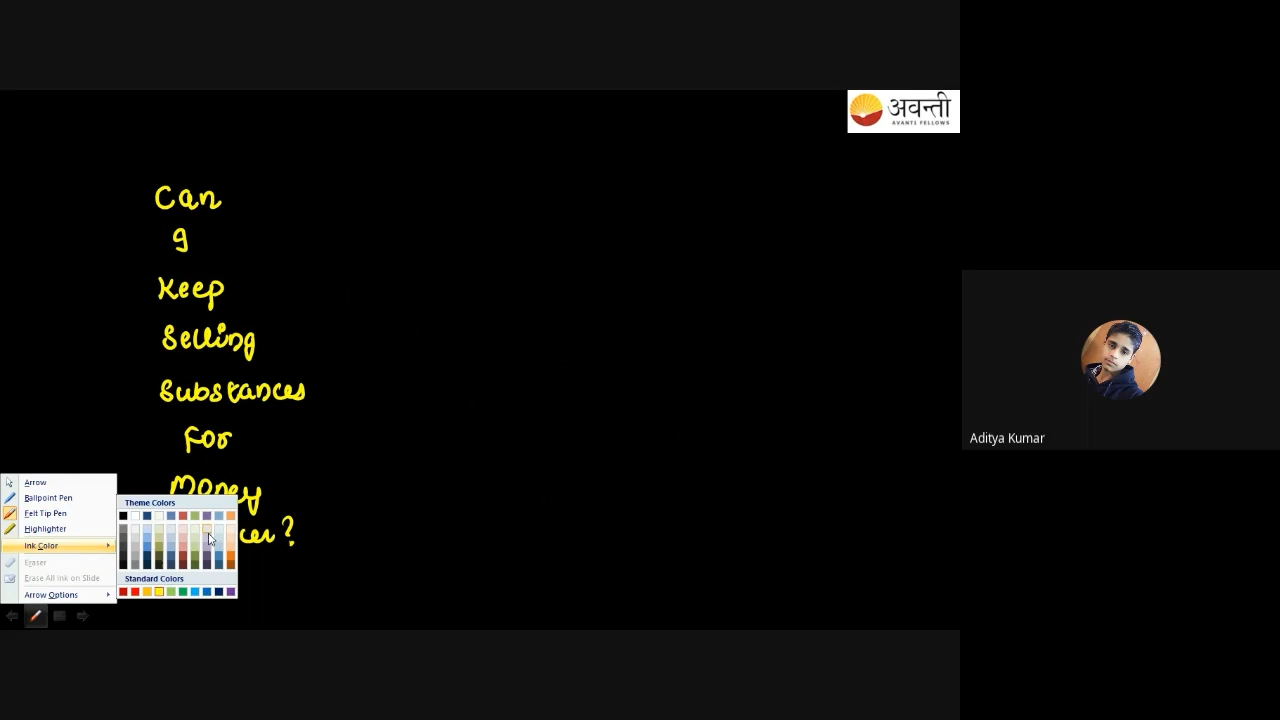 अवन्ती
AVANTI FELLOWS
Can
I
Keep
Selling
Substances
For
Money
cer?
Arrow
Ballpoint Pen
Felt Tip Pen
Highlighter
Ink Color
Eraser
Erase All Ink on Slide
Arrow Options
Theme Colors
Standard Colors
Aditya Kumar